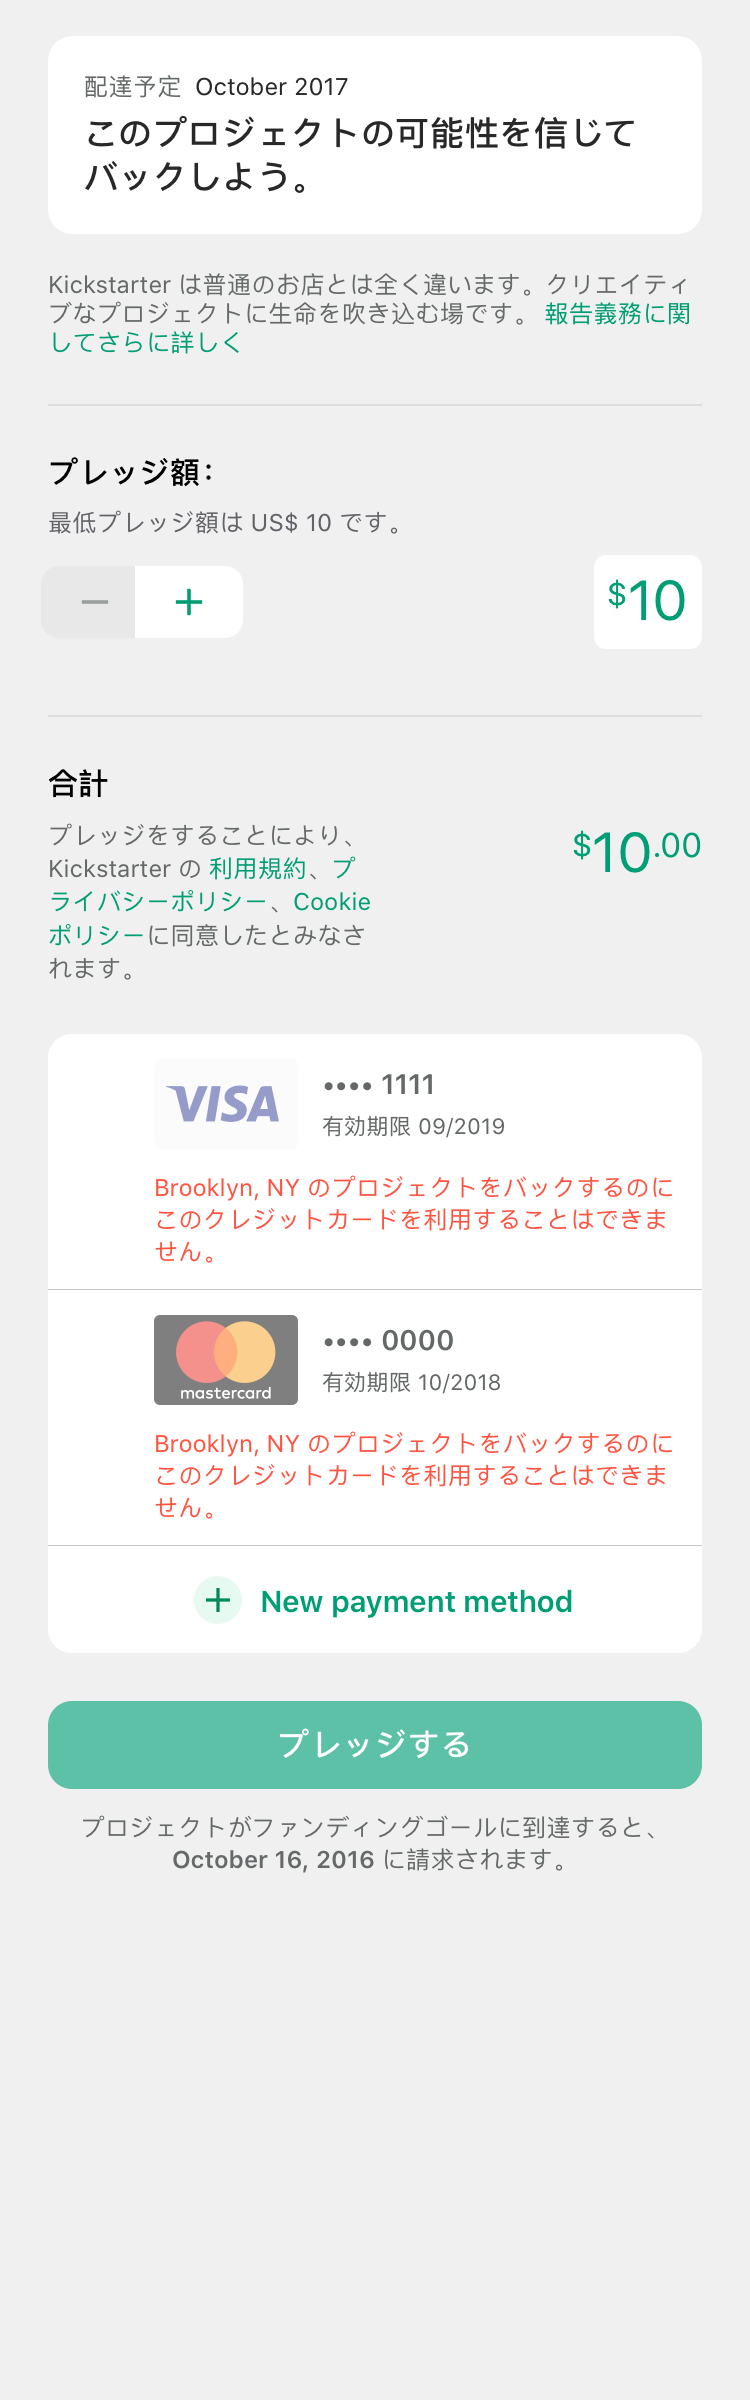 配達予定 October 2017
このプロジェクトの可能性を信じて
バックしよう。
Kickstarter は普通のお店とは全く違います。クリエイティ
ブなプロジェクトに生命を吹き込む場です。 報告義務に関
してさらに詳しく
プレッジ額：
最低プレッジ額は US$ 10 です。
− + $10
合計
プレッジをすることにより、
Kickstarter の 利用規約、プ
ライバシーポリシー、Cookie
ポリシーに同意したとみなさ
れます。
$10.00
VISA •••• 1111
有効期限 09/2019
Brooklyn, NY のプロジェクトをバックするのに
このクレジットカードを利用することはできま
せん。
mastercard •••• 0000
有効期限 10/2018
Brooklyn, NY のプロジェクトをバックするのに
このクレジットカードを利用することはできま
せん。
+ New payment method
プレッジする
プロジェクトがファンディングゴールに到達すると、
October 16, 2016 に請求されます。